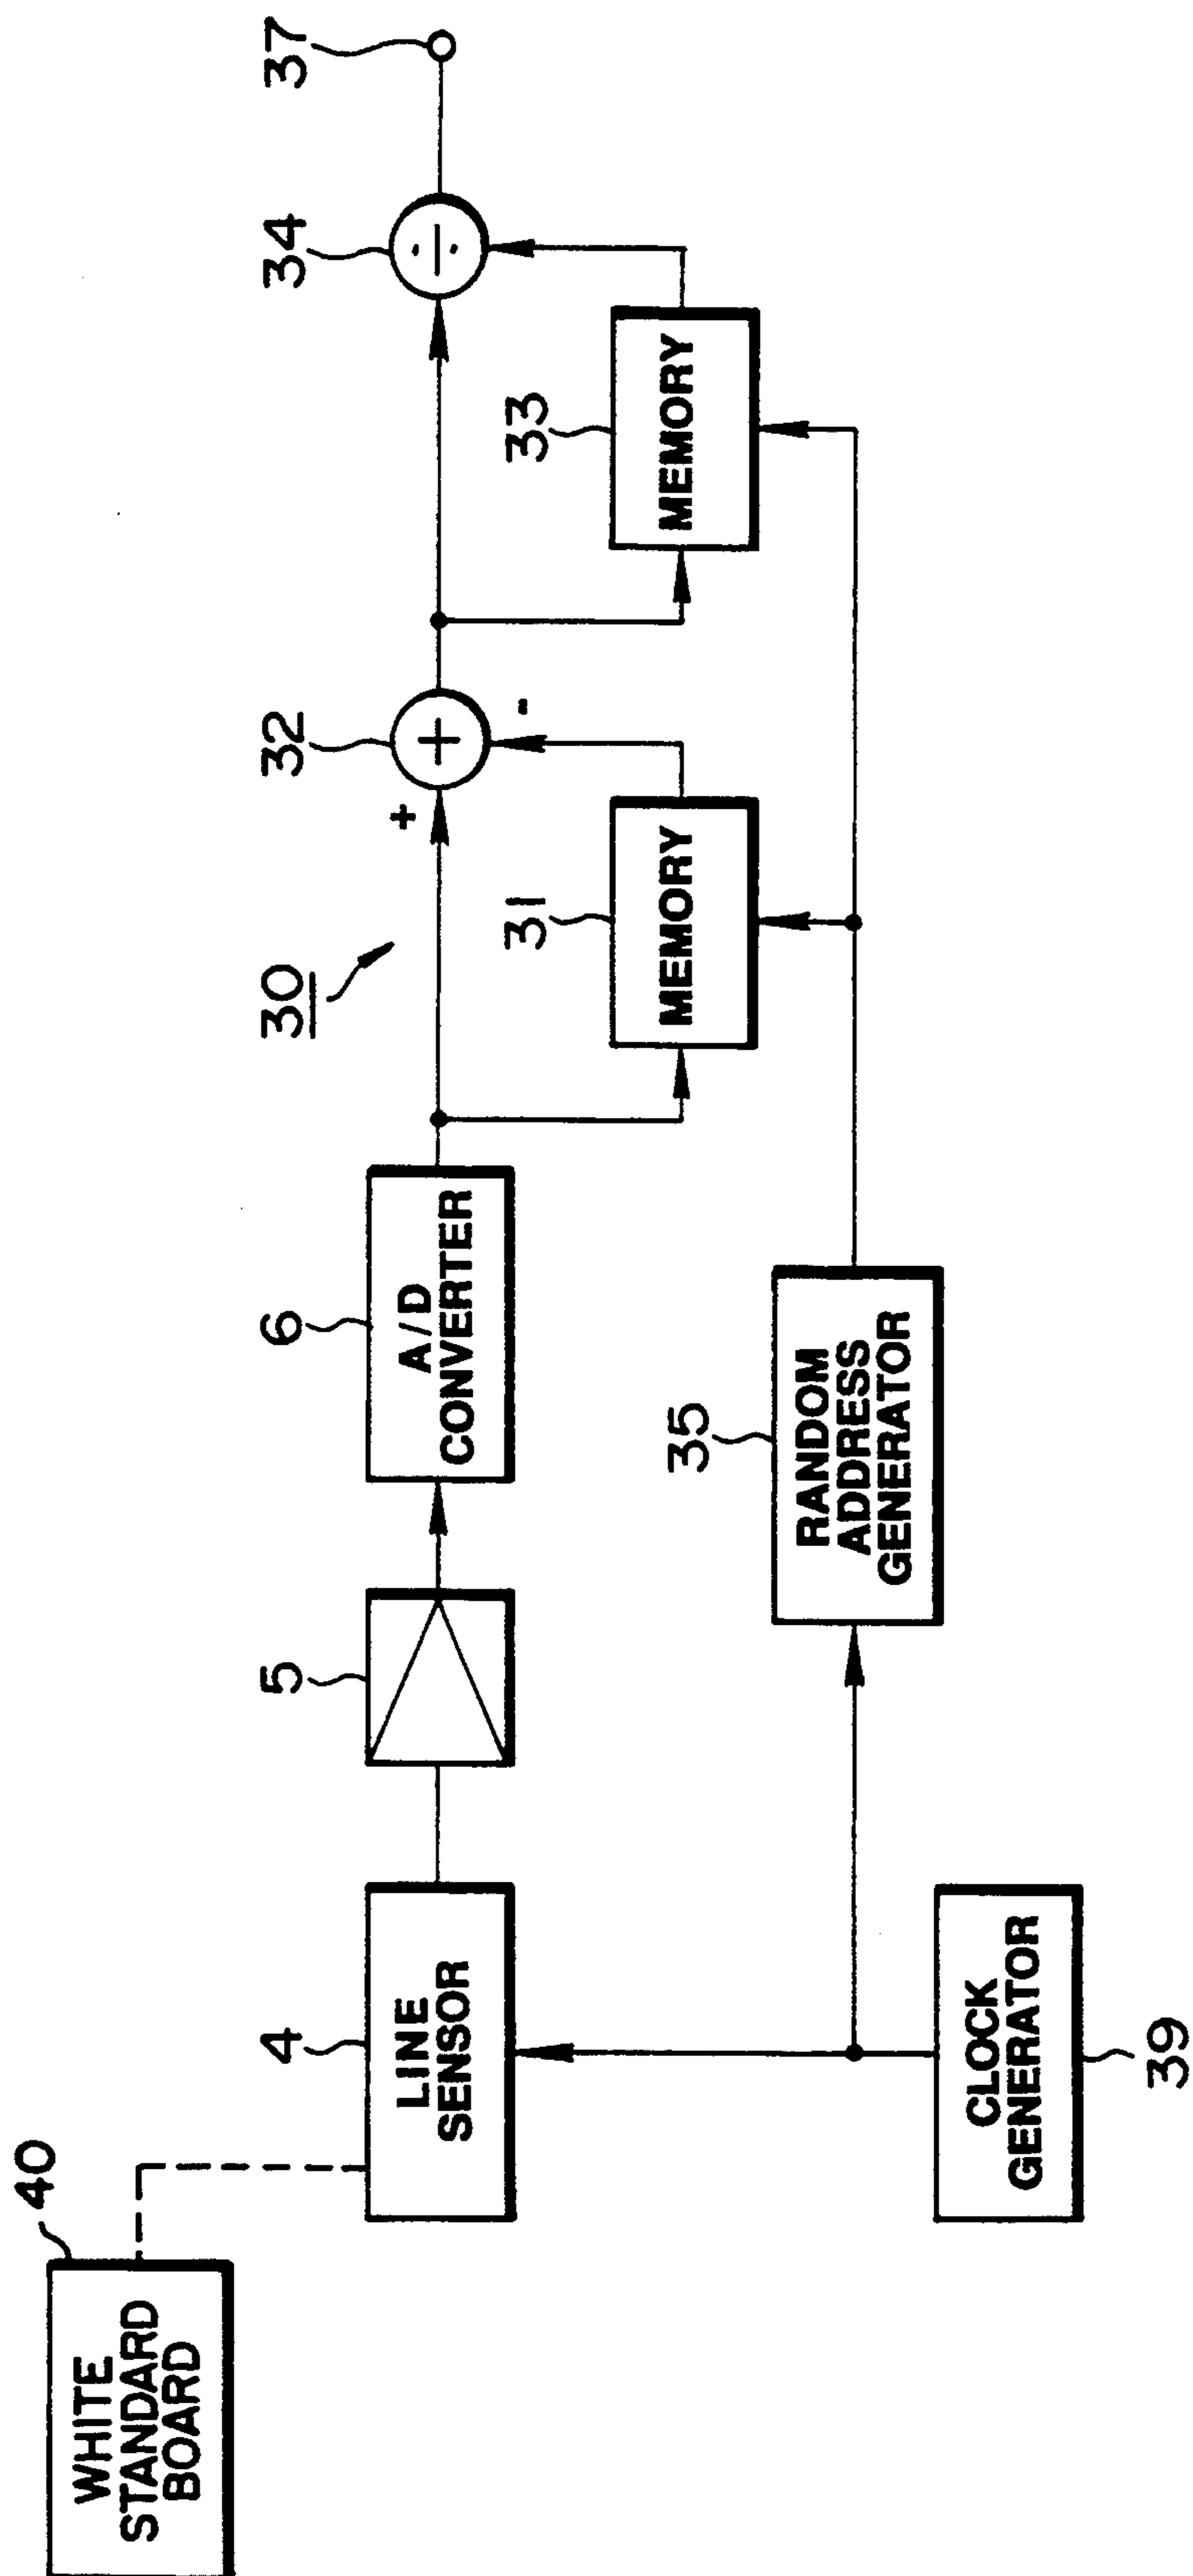 40
WHITE
STANDARD
BOARD
4
LINE
SENSOR
5
6
A/D
CONVERTER
30
+
32
+
-
34
÷
37
31
MEMORY
33
MEMORY
35
RANDOM
ADDRESS
GENERATOR
CLOCK
GENERATOR
39